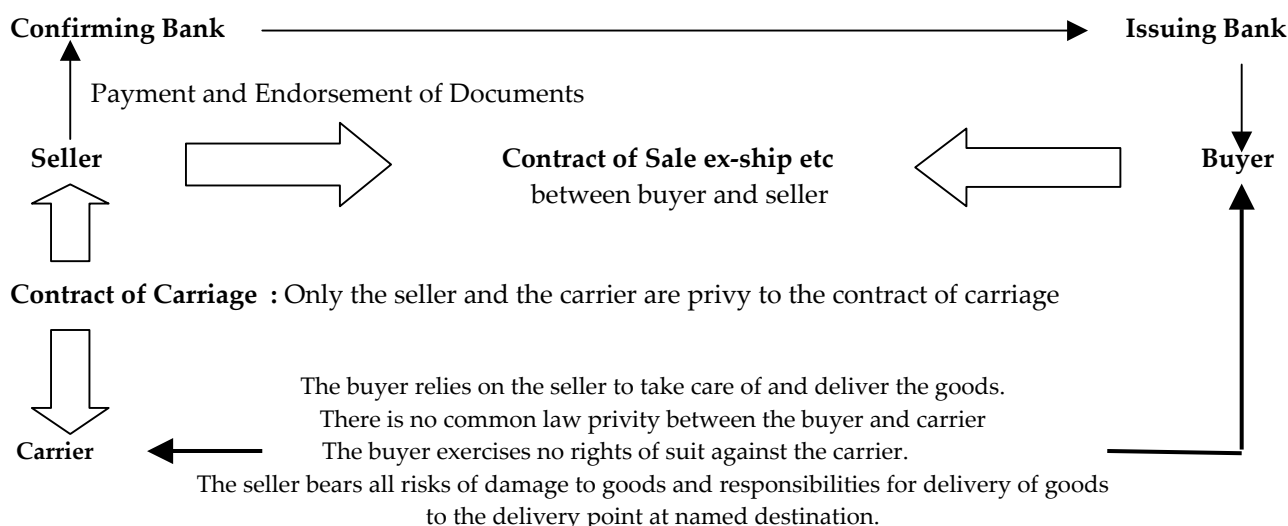 Confirming Bank Issuing Bank
Payment and Endorsement of Documents
Seller Contract of Sale ex-ship etc Buyer
between buyer and seller
Contract of Carriage : Only the seller and the carrier are privy to the contract of carriage
The buyer relies on the seller to take care of and deliver the goods.
There is no common law privity between the buyer and carrier
Carrier The buyer exercises no rights of suit against the carrier.
The seller bears all risks of damage to goods and responsibilities for delivery of goods
to the delivery point at named destination.